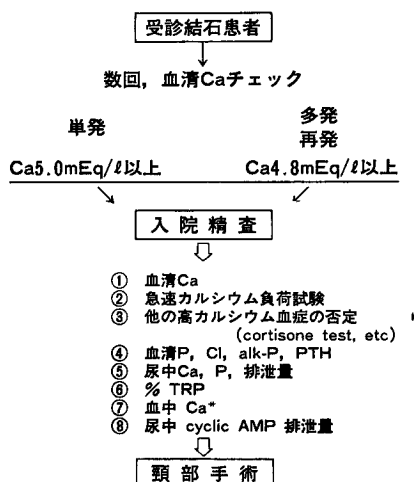 受診結石患者
数回，血清Caチェック
単発
多発
再発
Ca5.0mEq/ℓ以上
Ca4.8mEq/ℓ以上
入院精査
① 血清Ca
② 急速カルシウム負荷試験
③ 他の高カルシウム血症の否定
(cortisone test, etc)
④ 血清P, Cl, alk-P, PTH
⑤ 尿中Ca, P, 排泄量
⑥ % TRP
⑦ 血中 Ca*
⑧ 尿中 cyclic AMP 排泄量
頸部手術